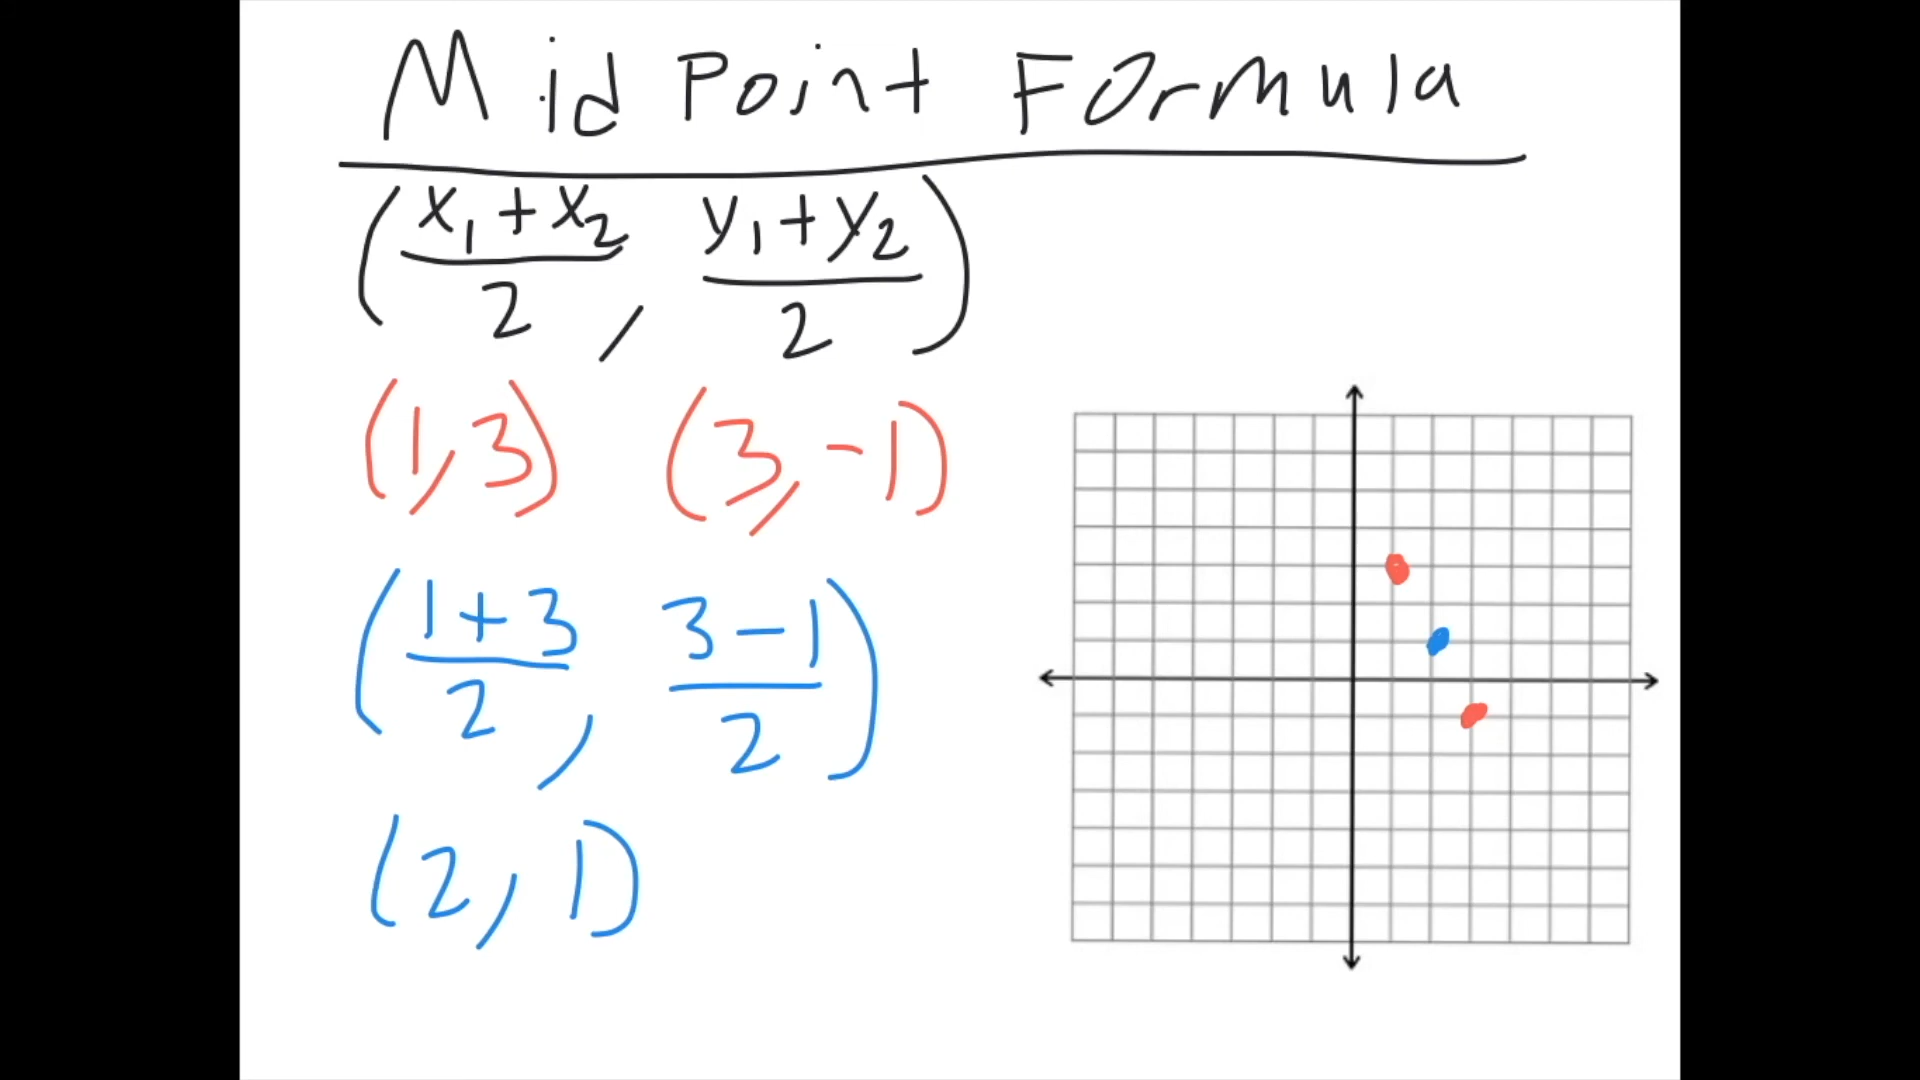 Mid Point Formula
(x₁+x₂/2, y₁+y₂/2)
(1,3) (3,-1)
(1+3/2, 3-1/2)
(2,1)